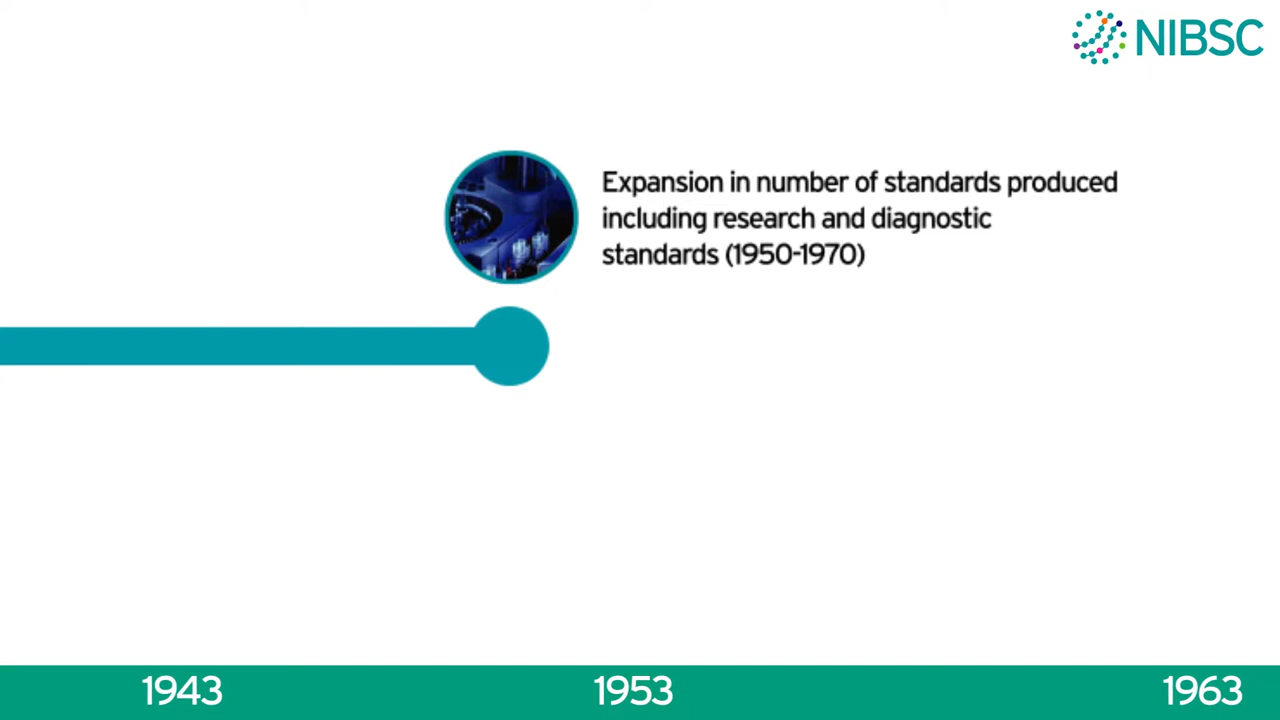 NIBSC
Expansion in number of standards produced
including research and diagnostic
standards (1950-1970)
1943
1953
1963